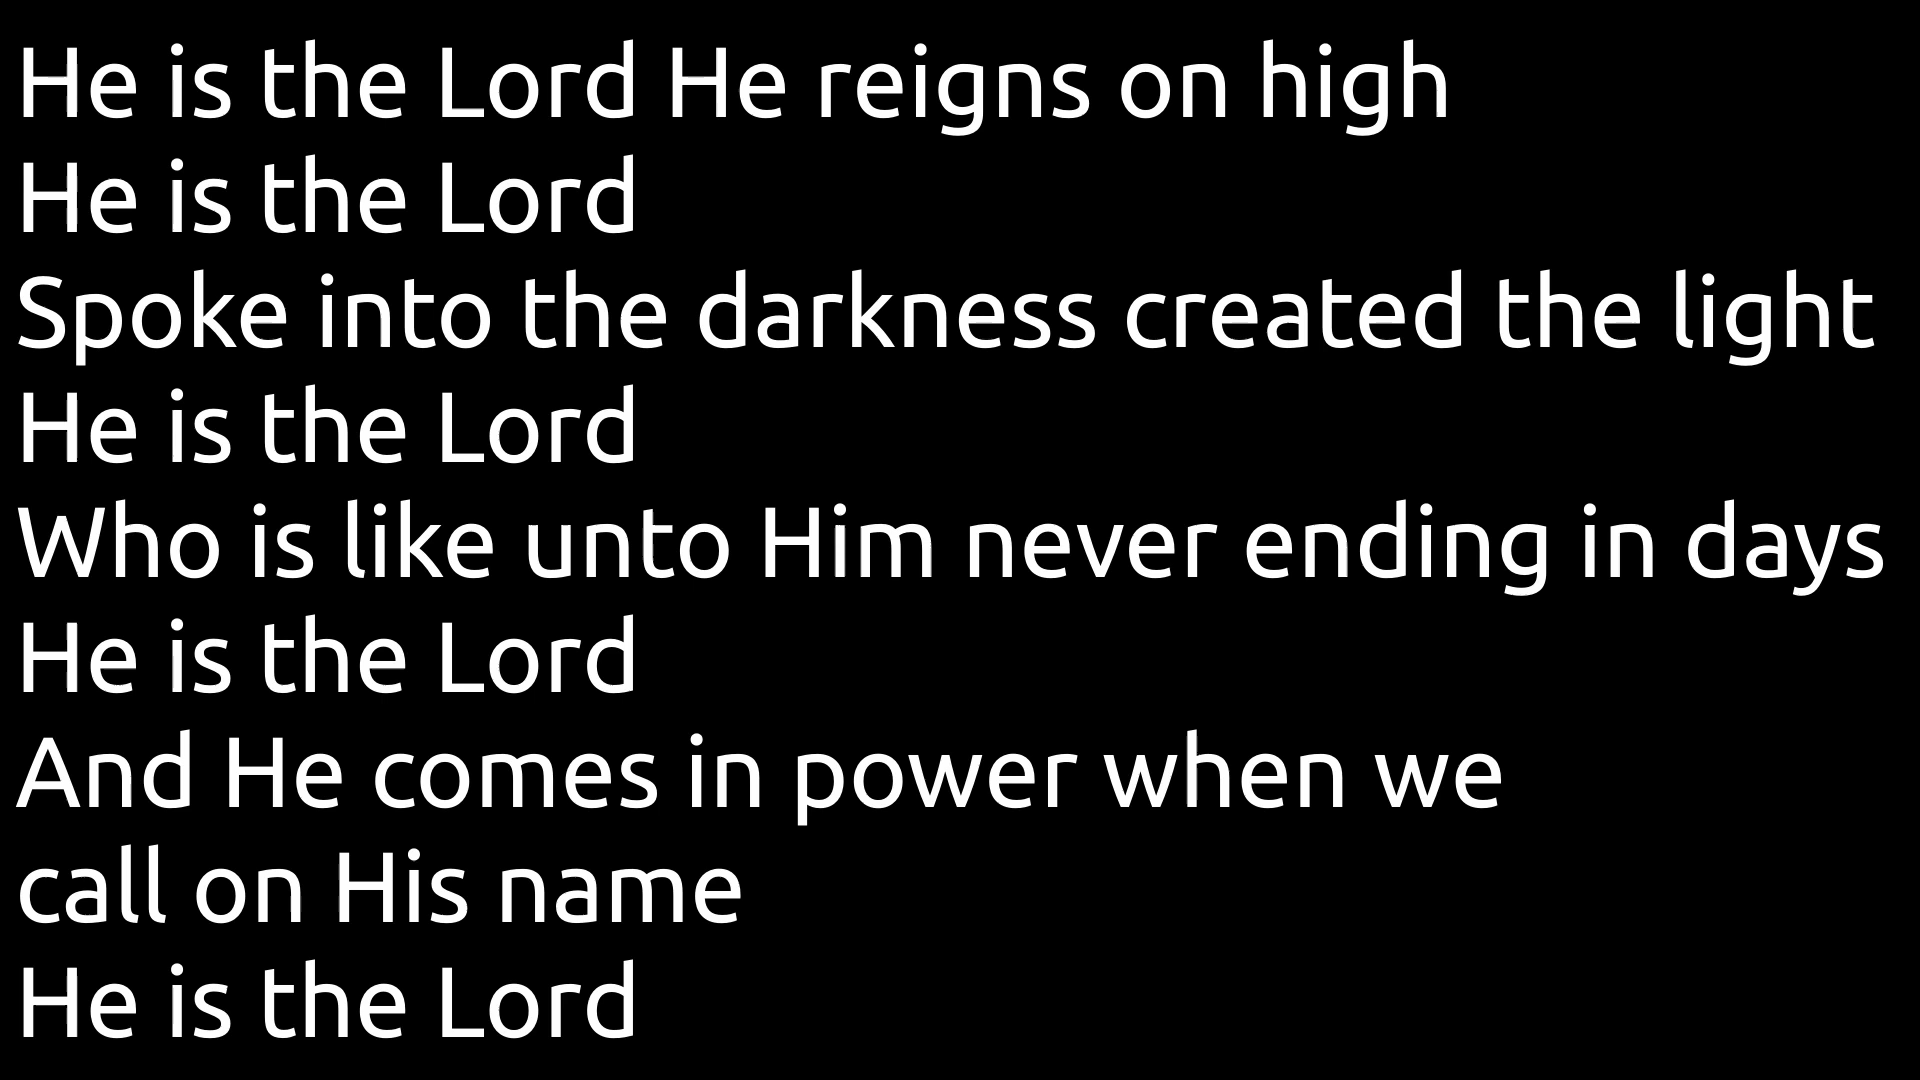 He is the Lord He reigns on high
He is the Lord
Spoke into the darkness created the light
He is the Lord
Who is like unto Him never ending in days
He is the Lord
And He comes in power when we
call on His name
He is the Lord